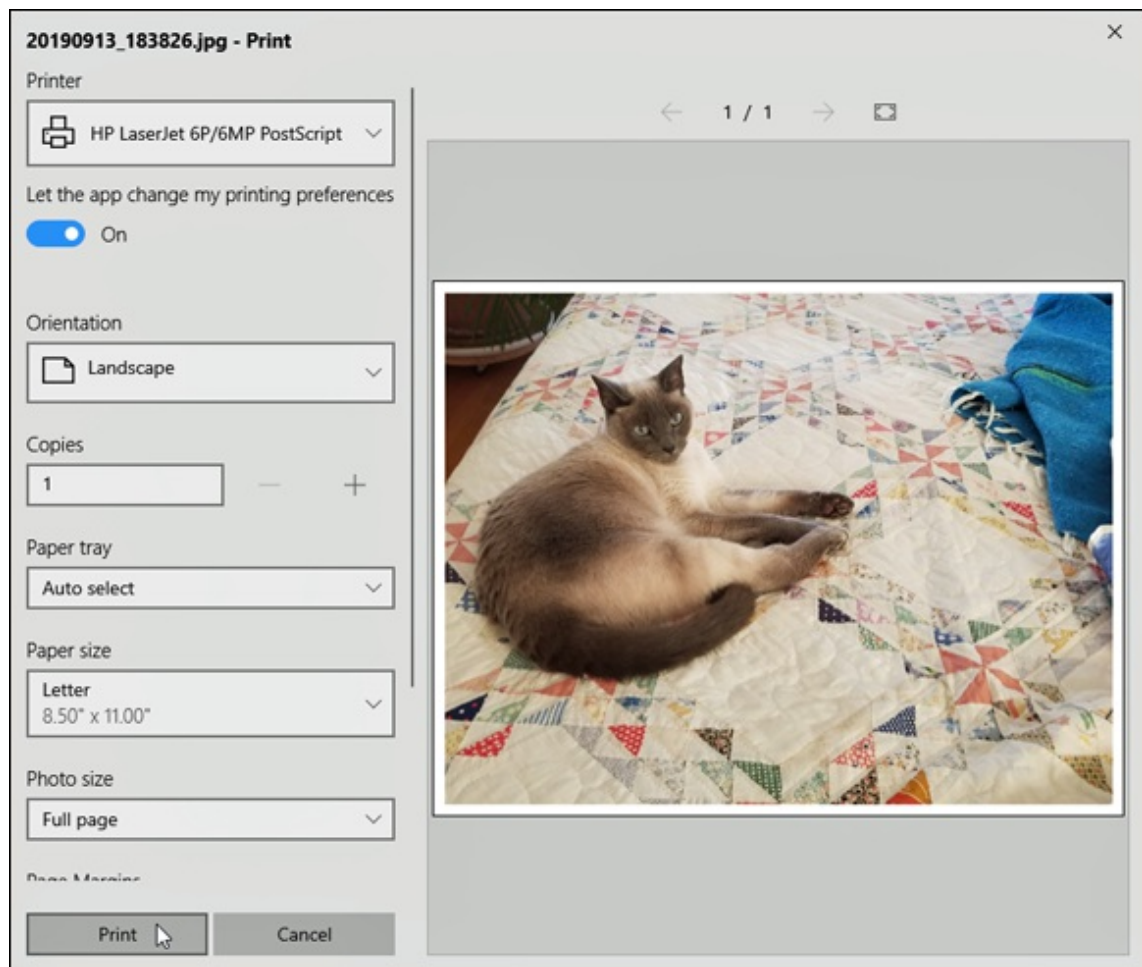 20190913_183826.jpg - Print
Printer
HP LaserJet 6P/6MP PostScript
Let the app change my printing preferences
On
Orientation
Landscape
Copies
1
Paper tray
Auto select
Paper size
Letter
8.50" x 11.00"
Photo size
Full page
Page Margins
Print
Cancel
1 / 1